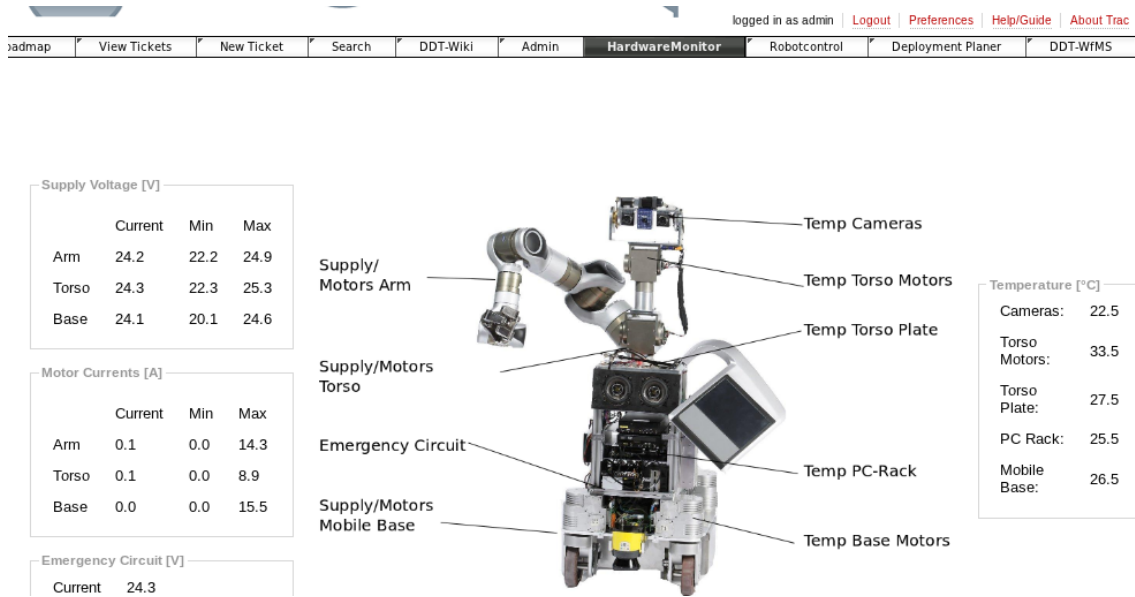 logged in as admin Logout Preferences Help/Guide About Trac
oadmap View Tickets New Ticket Search DDT-Wiki Admin HardwareMonitor Robotcontrol Deployment Planer DDT-WfMS
Supply Voltage [V]
Current Min Max
Arm 24.2 22.2 24.9
Torso 24.3 22.3 25.3
Base 24.1 20.1 24.6
Motor Currents [A]
Current Min Max
Arm 0.1 0.0 14.3
Torso 0.1 0.0 8.9
Base 0.0 0.0 15.5
Emergency Circuit [V]
Current 24.3
Supply/
Motors Arm
Supply/Motors
Torso
Emergency Circuit
Supply/Motors
Mobile Base
Temp Cameras
Temp Torso Motors
Temp Torso Plate
Temp PC-Rack
Temp Base Motors
Temperature [°C]
Cameras: 22.5
Torso
Motors: 33.5
Torso
Plate: 27.5
PC Rack: 25.5
Mobile
Base: 26.5